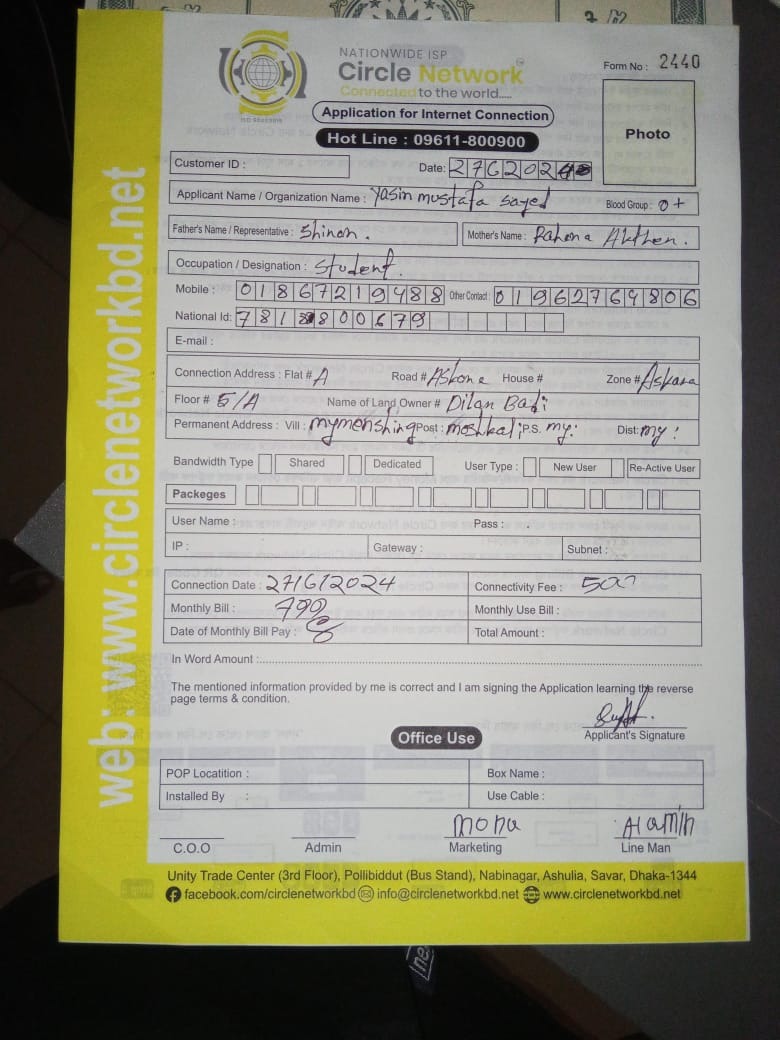 NATIONWIDE ISP
Circle Network
Connected to the world.....
ISO 9001:2015
Form No : 2440
Application for Internet Connection
Hot Line : 09611-800900
Photo
Customer ID :
Date: 2762024
Applicant Name / Organization Name : Yasin mustafa sayed
Blood Group : O+
Father's Name / Representative : Shinon.
Mother's Name : Rahena Akther.
Occupation / Designation : Student.
Mobile : 01867219488 Other Contact : 01962764806
National Id: 7818800679
E-mail :
Connection Address : Flat # A Road # Askona House # Zone # Askona
Floor # 5/A Name of Land Owner # Dilan Badi
Permanent Address : Vill : mymenshing Post : moshkali P.S. my: Dist: my:
Bandwidth Type Shared Dedicated User Type : New User Re-Active User
Packeges
User Name : Pass :
IP : Gateway : Subnet :
Connection Date : 27/6/2024 Connectivity Fee : 500
Monthly Bill : 799 Monthly Use Bill :
Date of Monthly Bill Pay : Total Amount :
In Word Amount :
The mentioned information provided by me is correct and I am signing the Application learning the reverse
page terms & condition.
Applicant's Signature
Office Use
POP Locatition : Box Name :
Installed By : Use Cable :
mona Alamin
C.O.O Admin Marketing Line Man
Unity Trade Center (3rd Floor), Pollibiddut (Bus Stand), Nabinagar, Ashulia, Savar, Dhaka-1344
facebook.com/circlenetworkbd info@circlenetworkbd.net www.circlenetworkbd.net
web: www.circlenetworkbd.net